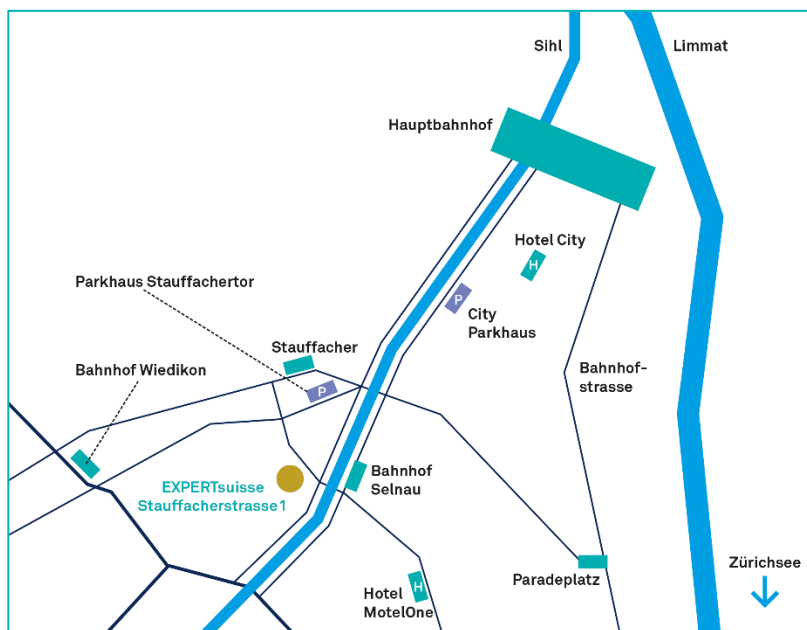 Sihl
Limmat
Hauptbahnhof
Hotel City
H
Parkhaus Stauffachertor
P
City
Parkhaus
Stauffacher
Bahnhof Wiedikon
Bahnhof-
strasse
P
EXPERTsuisse
Stauffacherstrasse 1
Bahnhof
Selnau
Zürichsee
Paradeplatz
H
Hotel
MotelOne